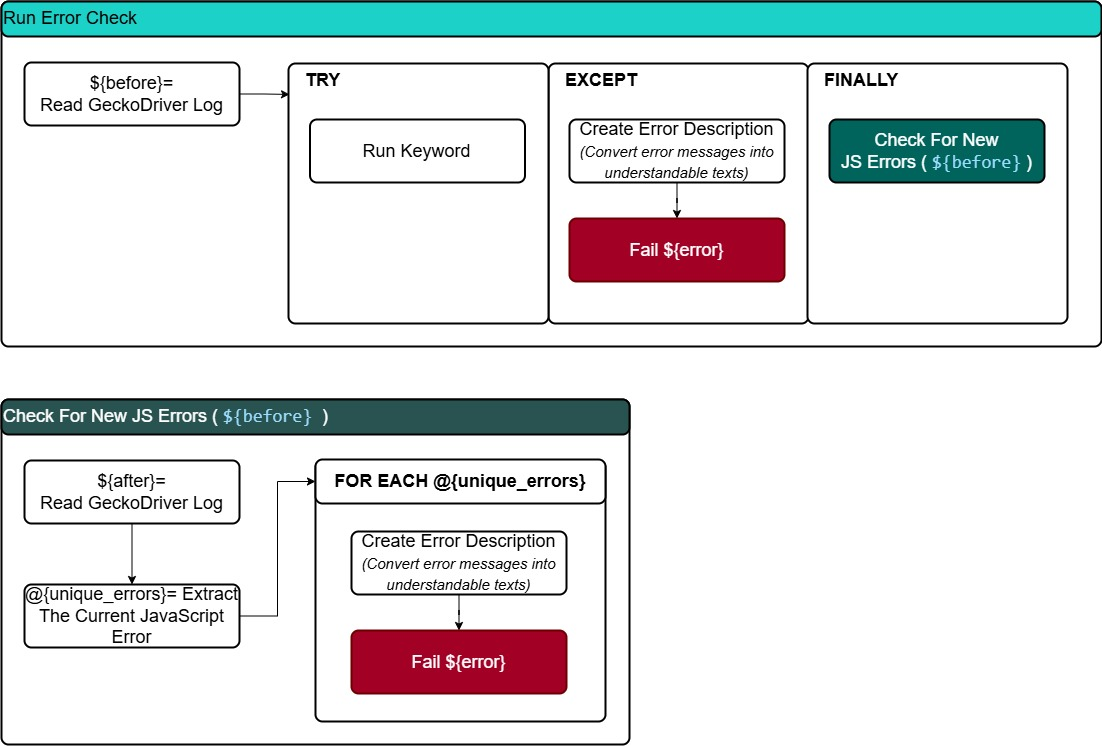 Run Error Check
${before}=
Read GeckoDriver Log
TRY
Run Keyword
EXCEPT
Create Error Description
(Convert error messages into
understandable texts)
Fail ${error}
FINALLY
Check For New
JS Errors ( ${before} )
Check For New JS Errors ( ${before} )
${after}=
Read GeckoDriver Log
@{unique_errors}= Extract
The Current JavaScript
Error
FOR EACH @{unique_errors}
Create Error Description
(Convert error messages into
understandable texts)
Fail ${error}